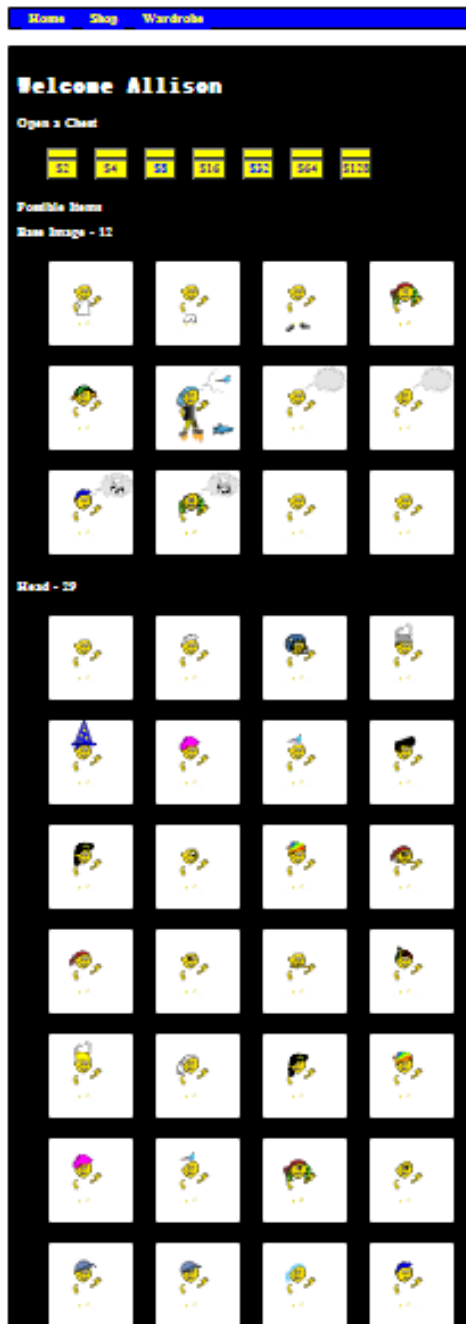 Home Shop Wardrobe
Welcome Allison
Open a Chest
$2 $4 $8 $16 $32 $64 $128
Possible Items
Base Image - 12
Head - 29